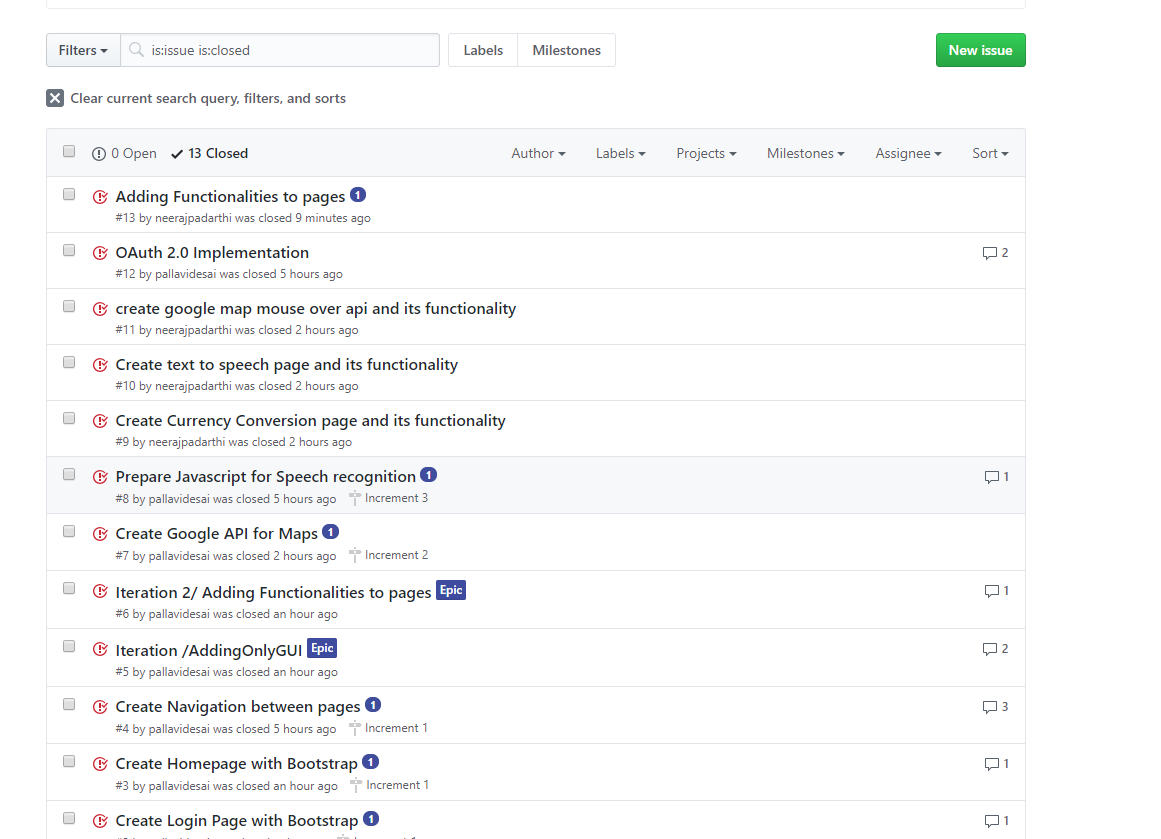 Filters is:issue is:closed Labels Milestones New issue
Clear current search query, filters, and sorts
0 Open 13 Closed Author Labels Projects Milestones Assignee Sort
Adding Functionalities to pages 1
#13 by neerajpadarthi was closed 9 minutes ago
OAuth 2.0 Implementation 2
#12 by pallavidesai was closed 5 hours ago
create google map mouse over api and its functionality
#11 by neerajpadarthi was closed 2 hours ago
Create text to speech page and its functionality
#10 by neerajpadarthi was closed 2 hours ago
Create Currency Conversion page and its functionality
#9 by neerajpadarthi was closed 2 hours ago
Prepare Javascript for Speech recognition 1 1
#8 by pallavidesai was closed 5 hours ago Increment 3
Create Google API for Maps 1
#7 by pallavidesai was closed 2 hours ago Increment 2
Iteration 2/ Adding Functionalities to pages Epic 1
#6 by pallavidesai was closed an hour ago
Iteration /AddingOnlyGUI Epic 2
#5 by pallavidesai was closed an hour ago
Create Navigation between pages 1 3
#4 by pallavidesai was closed 5 hours ago Increment 1
Create Homepage with Bootstrap 1 1
#3 by pallavidesai was closed an hour ago Increment 1
Create Login Page with Bootstrap 1 1